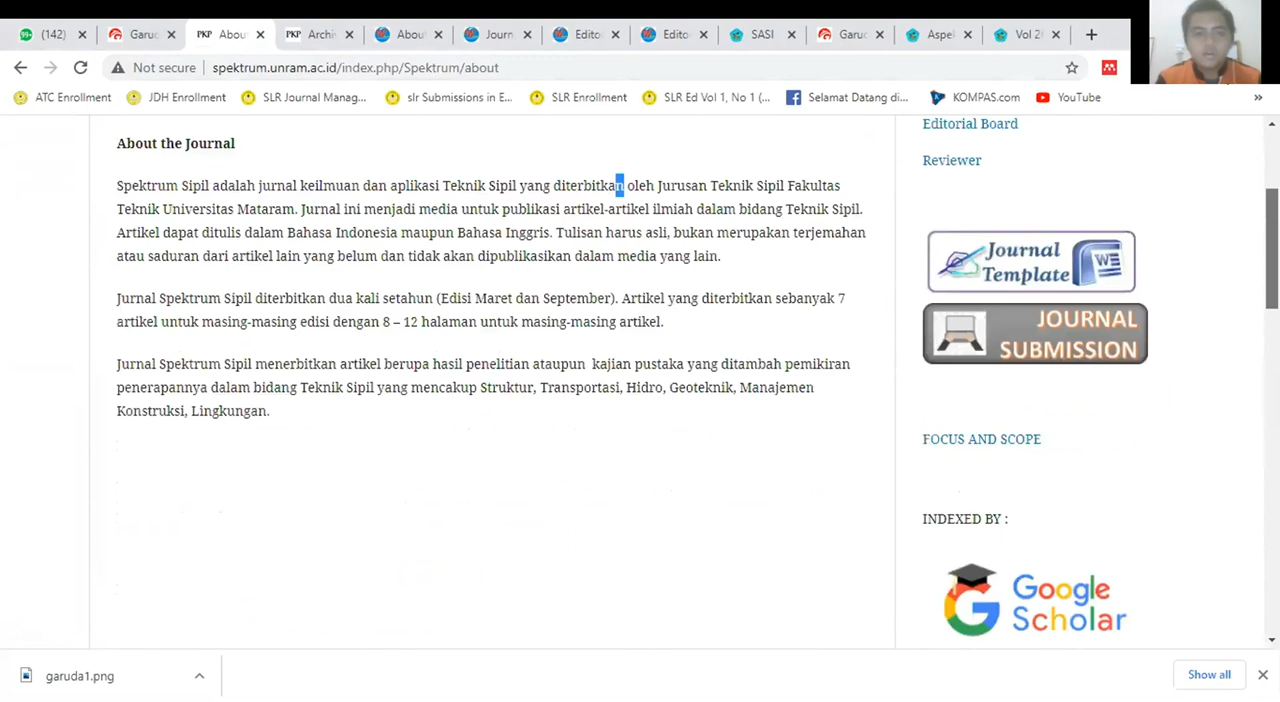 (142)
Garuc
PKP Abou
PKP Archiv
About
Journ
Edito
Edito
SASI
Garuc
Aspek
Vol 2
Not secure
spektrum.unram.ac.id/index.php/Spektrum/about
ATC Enrollment
JDH Enrollment
SLR Journal Manag...
slr Submissions in E...
SLR Enrollment
SLR Ed Vol 1, No 1 (...
Selamat Datang di...
KOMPAS.com
YouTube
»
About the Journal
Spektrum Sipil adalah jurnal keilmuan dan aplikasi Teknik Sipil yang diterbitkan oleh Jurusan Teknik Sipil Fakultas
Teknik Universitas Mataram. Jurnal ini menjadi media untuk publikasi artikel-artikel ilmiah dalam bidang Teknik Sipil.
Artikel dapat ditulis dalam Bahasa Indonesia maupun Bahasa Inggris. Tulisan harus asli, bukan merupakan terjemahan
atau saduran dari artikel lain yang belum dan tidak akan dipublikasikan dalam media yang lain.
Jurnal Spektrum Sipil diterbitkan dua kali setahun (Edisi Maret dan September). Artikel yang diterbitkan sebanyak 7
artikel untuk masing-masing edisi dengan 8 – 12 halaman untuk masing-masing artikel.
Jurnal Spektrum Sipil menerbitkan artikel berupa hasil penelitian ataupun kajian pustaka yang ditambah pemikiran
penerapannya dalam bidang Teknik Sipil yang mencakup Struktur, Transportasi, Hidro, Geoteknik, Manajemen
Konstruksi, Lingkungan.
Editorial Board
Reviewer
Journal
Template
JOURNAL
SUBMISSION
FOCUS AND SCOPE
INDEXED BY :
Google
Scholar
garuda1.png
Show all